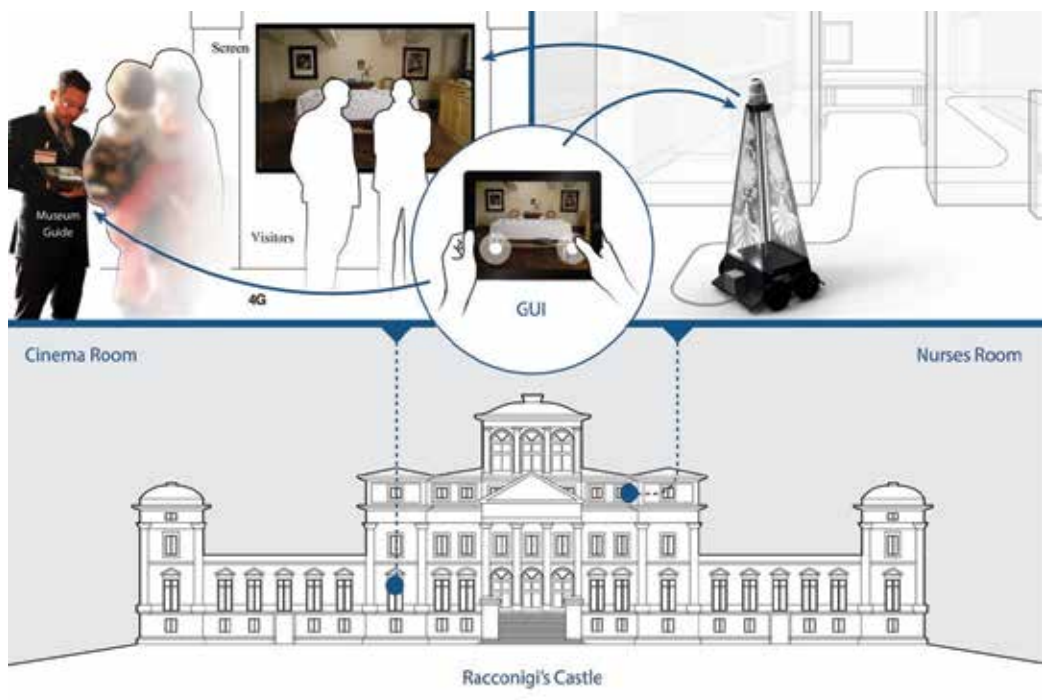 Screen
Museum
Guide
Visitors
4G
GUI
Cinema Room
Nurses Room
Racconigi's Castle